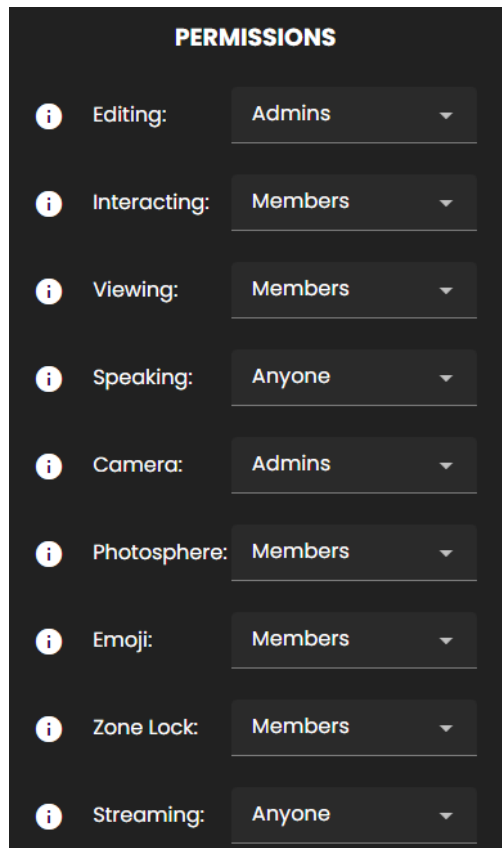 PERMISSIONS
Editing: Admins
Interacting: Members
Viewing: Members
Speaking: Anyone
Camera: Admins
Photosphere: Members
Emoji: Members
Zone Lock: Members
Streaming: Anyone